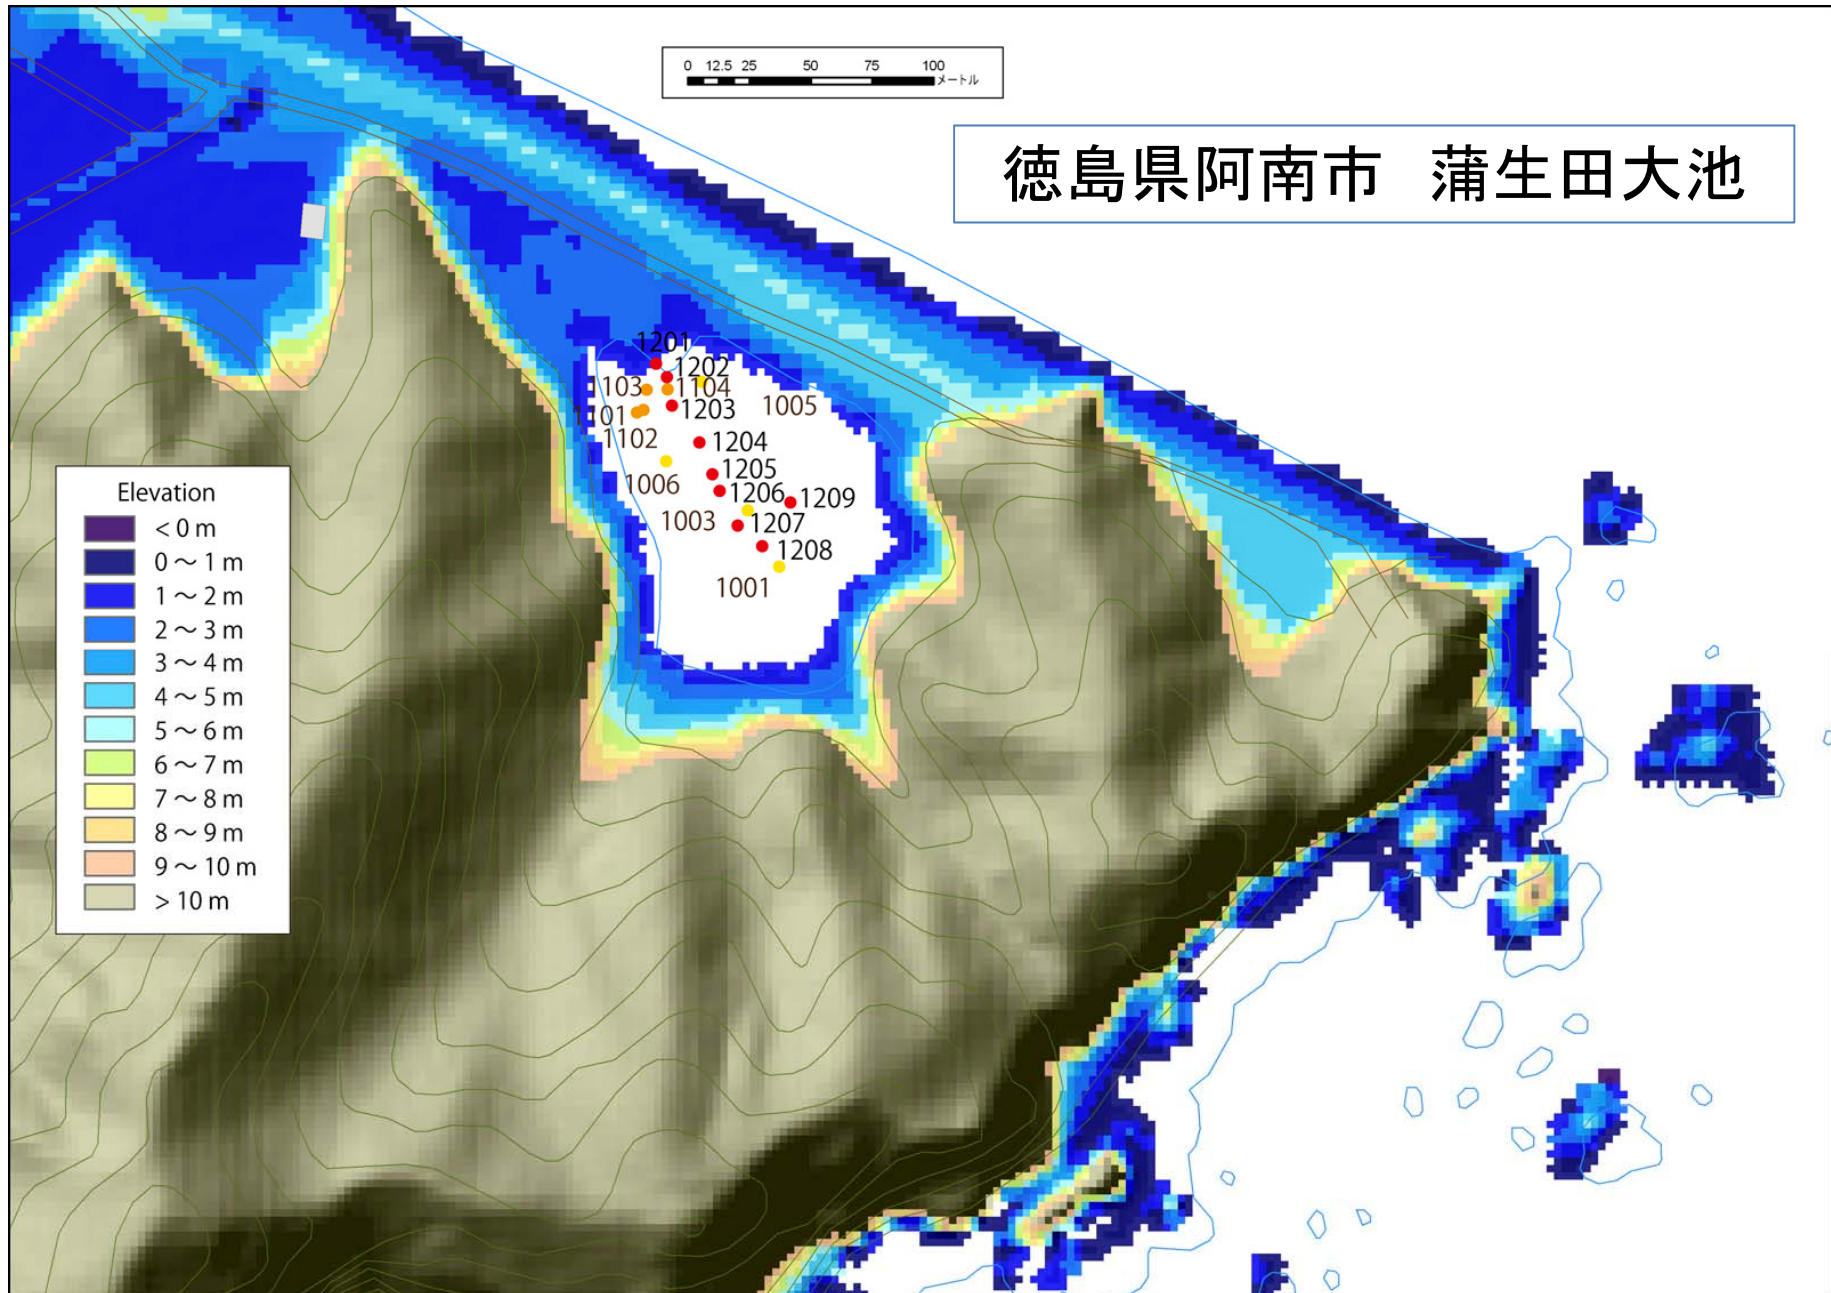 0 12.5 25 50 75 100
メートル
徳島県阿南市 蒲生田大池
1201
1202
1103
1104
1005
1101
1203
1102
1204
1006
1205
1206
1209
1003
1207
1208
1001
Elevation
< 0 m
0 ～ 1 m
1 ～ 2 m
2 ～ 3 m
3 ～ 4 m
4 ～ 5 m
5 ～ 6 m
6 ～ 7 m
7 ～ 8 m
8 ～ 9 m
9 ～ 10 m
> 10 m